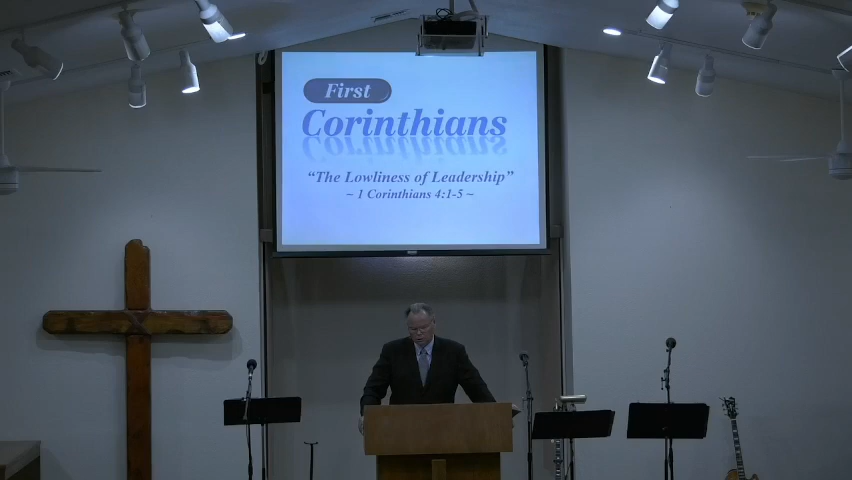 First
Corinthians
“The Lowliness of Leadership”
~ 1 Corinthians 4:1-5 ~